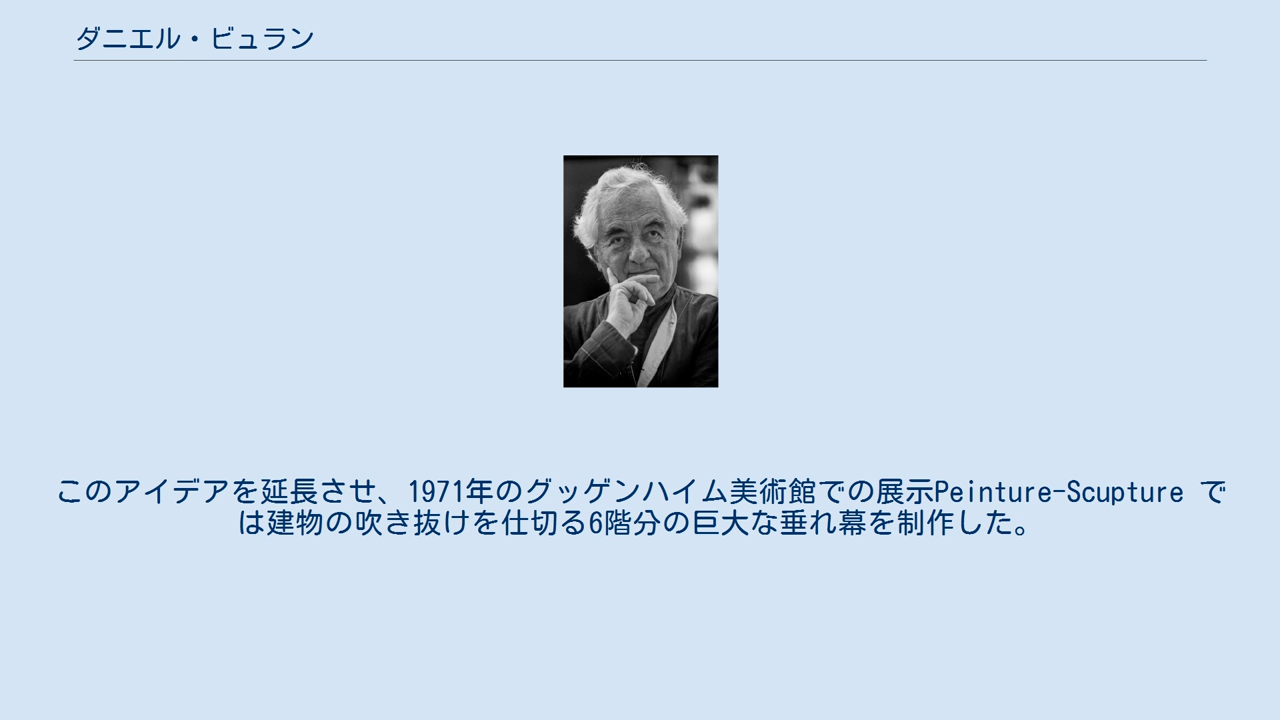 ダニエル・ビュラン
このアイデアを延長させ、1971年のグッゲンハイム美術館での展示Peinture-Scupture で
は建物の吹き抜けを仕切る6階分の巨大な垂れ幕を制作した。